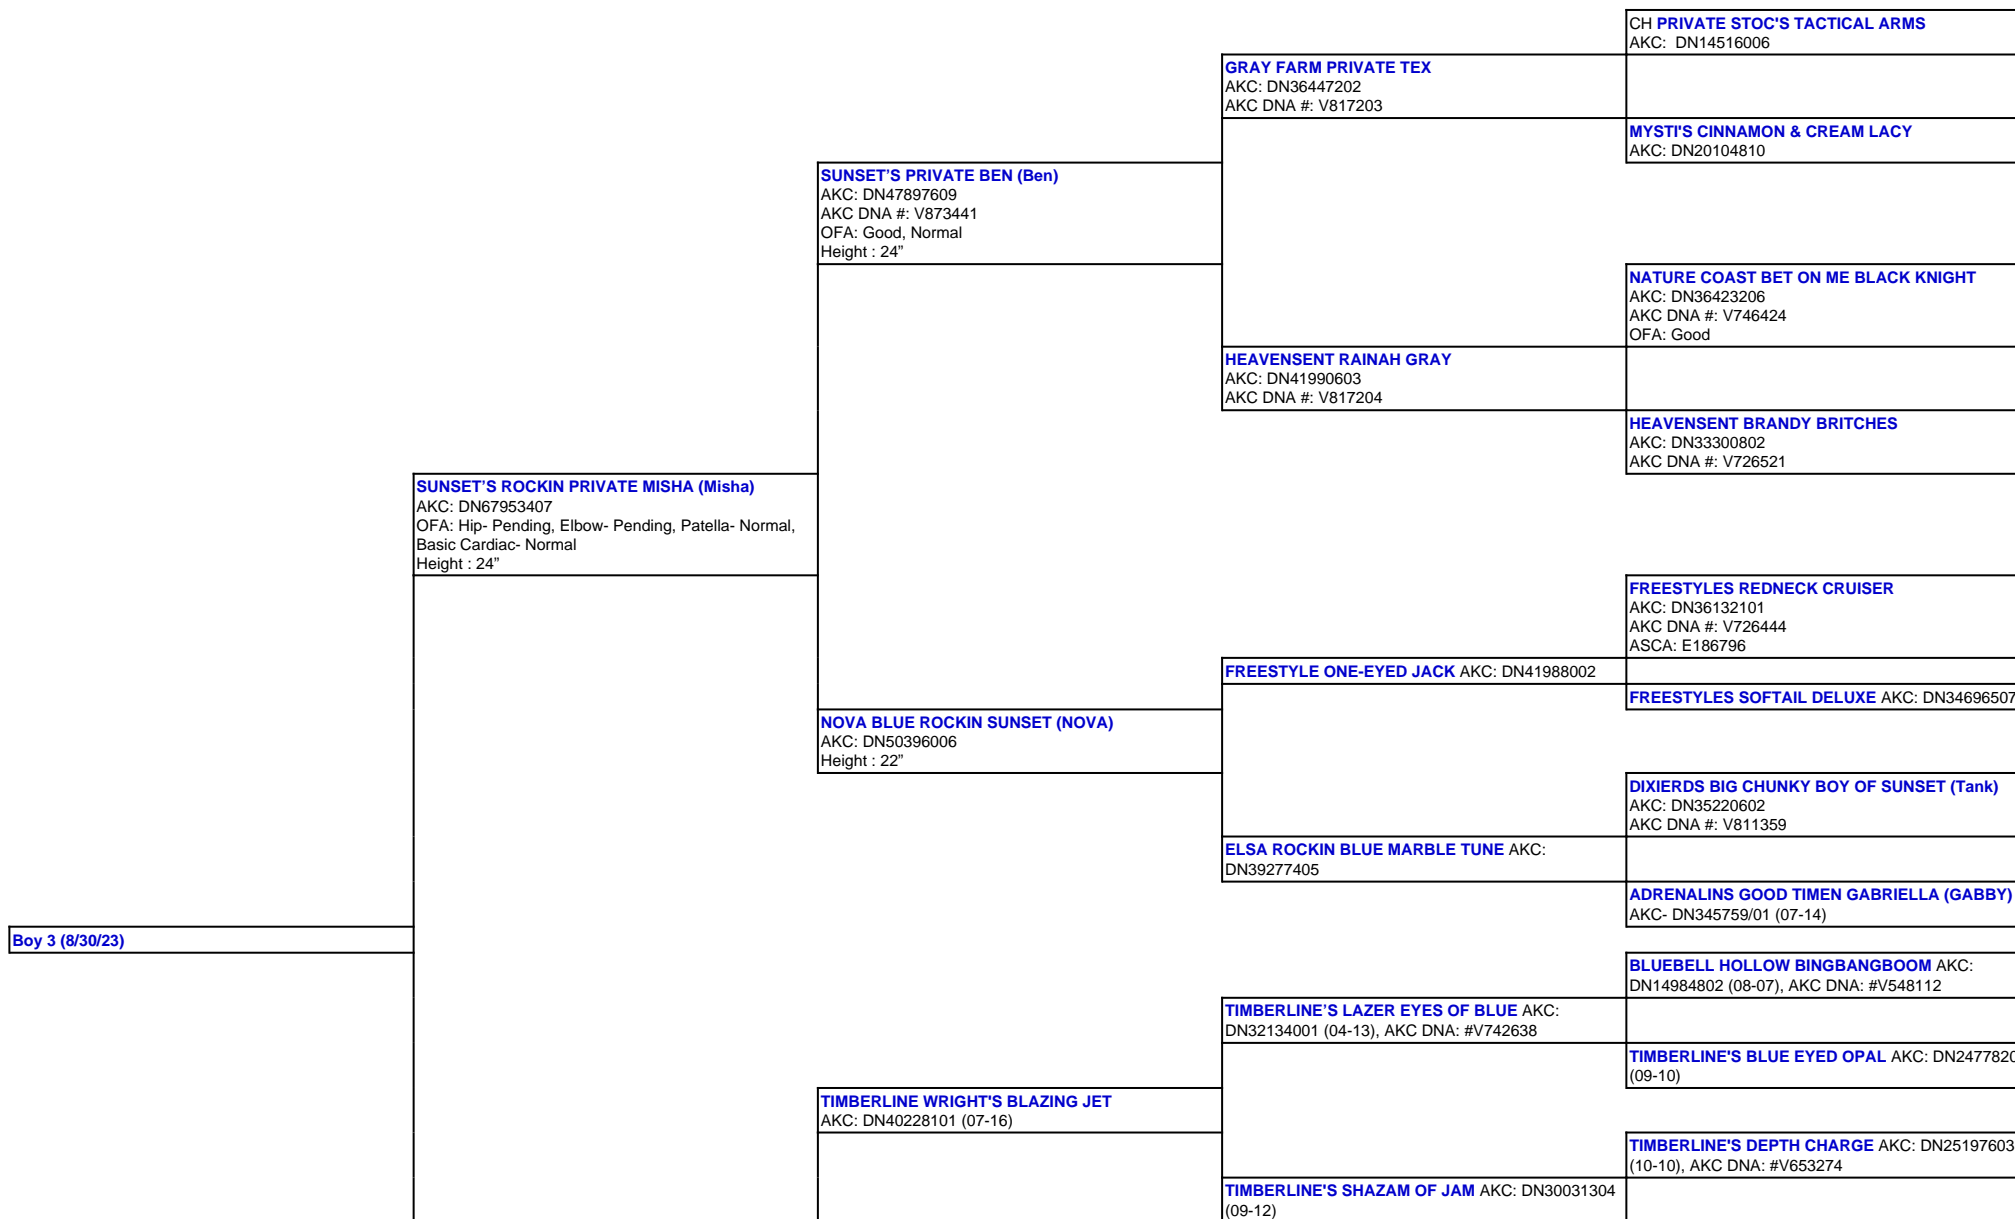 CH PRIVATE STOC'S TACTICAL ARMS
AKC: DN14516006
GRAY FARM PRIVATE TEX
AKC: DN36447202
AKC DNA #: V817203
MYSTI'S CINNAMON & CREAM LACY
AKC: DN20104810
SUNSET’S PRIVATE BEN (Ben)
AKC: DN47897609
AKC DNA #: V873441
OFA: Good, Normal
Height : 24”
NATURE COAST BET ON ME BLACK KNIGHT
AKC: DN36423206
AKC DNA #: V746424
OFA: Good
HEAVENSENT RAINAH GRAY
AKC: DN41990603
AKC DNA #: V817204
HEAVENSENT BRANDY BRITCHES
AKC: DN33300802
AKC DNA #: V726521
SUNSET’S ROCKIN PRIVATE MISHA (Misha)
AKC: DN67953407
OFA: Hip- Pending, Elbow- Pending, Patella- Normal,
Basic Cardiac- Normal
Height : 24”
FREESTYLES REDNECK CRUISER
AKC: DN36132101
AKC DNA #: V726444
ASCA: E186796
FREESTYLE ONE-EYED JACK AKC: DN41988002
FREESTYLES SOFTAIL DELUXE AKC: DN34696507
NOVA BLUE ROCKIN SUNSET (NOVA)
AKC: DN50396006
Height : 22”
DIXIERDS BIG CHUNKY BOY OF SUNSET (Tank)
AKC: DN35220602
AKC DNA #: V811359
ELSA ROCKIN BLUE MARBLE TUNE AKC:
DN39277405
ADRENALINS GOOD TIMEN GABRIELLA (GABBY)
AKC- DN345759/01 (07-14)
Boy 3 (8/30/23)
BLUEBELL HOLLOW BINGBANGBOOM AKC:
DN14984802 (08-07), AKC DNA: #V548112
TIMBERLINE’S LAZER EYES OF BLUE AKC:
DN32134001 (04-13), AKC DNA: #V742638
TIMBERLINE'S BLUE EYED OPAL AKC: DN2477820
(09-10)
TIMBERLINE WRIGHT'S BLAZING JET
AKC: DN40228101 (07-16)
TIMBERLINE'S DEPTH CHARGE AKC: DN25197603
(10-10), AKC DNA: #V653274
TIMBERLINE'S SHAZAM OF JAM AKC: DN30031304
(09-12)